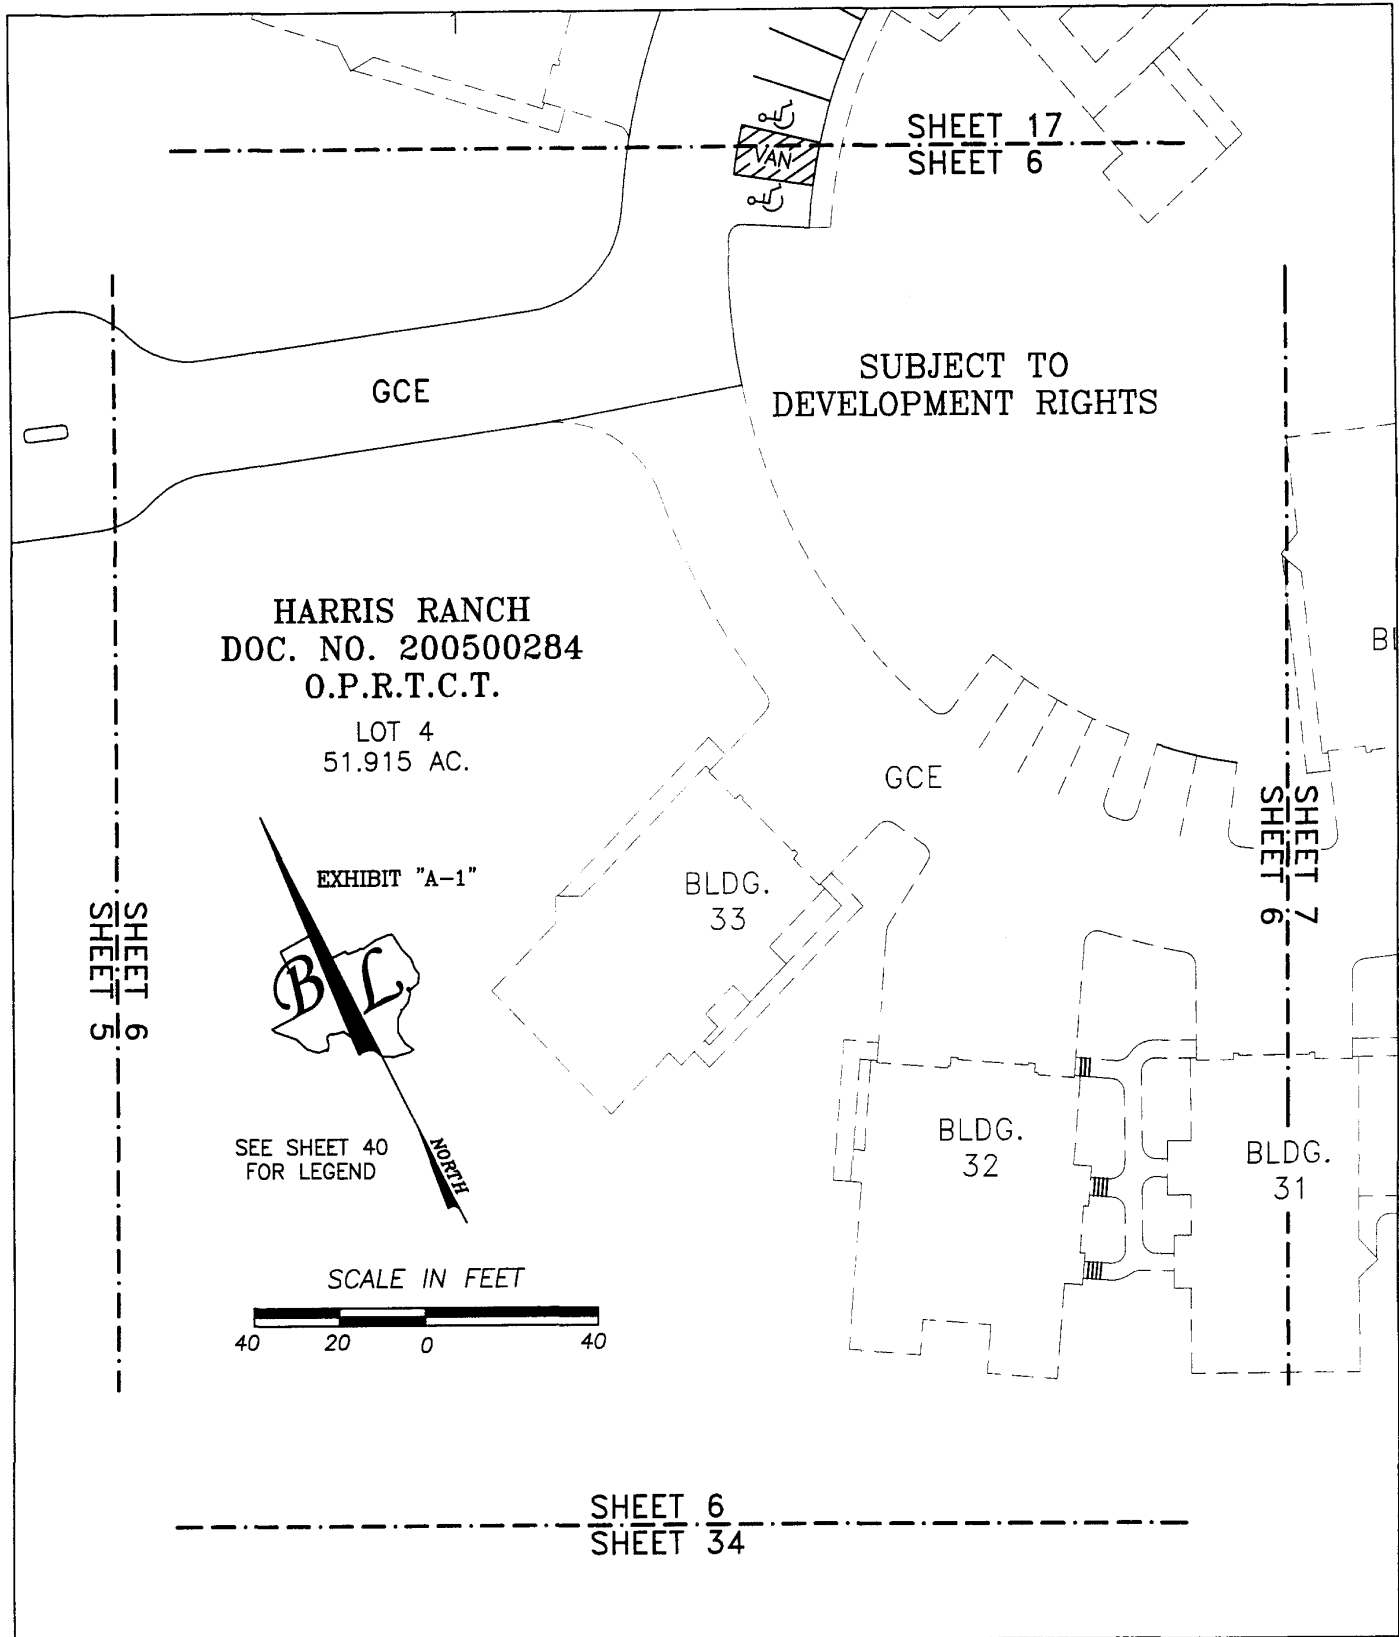 SHEET 17
SHEET 6
VAN
GCE
SUBJECT TO
DEVELOPMENT RIGHTS
HARRIS RANCH
DOC. NO. 200500284
O.P.R.T.C.T.
LOT 4
51.915 AC.
GCE
SHEET 7
SHEET 6
EXHIBIT "A-1"
BLDG.
33
SHEET 6
SHEET 5
B L
SEE SHEET 40
FOR LEGEND
NORTH
BLDG.
32
BLDG.
31
SCALE IN FEET
40 20 0 40
SHEET 6
SHEET 34